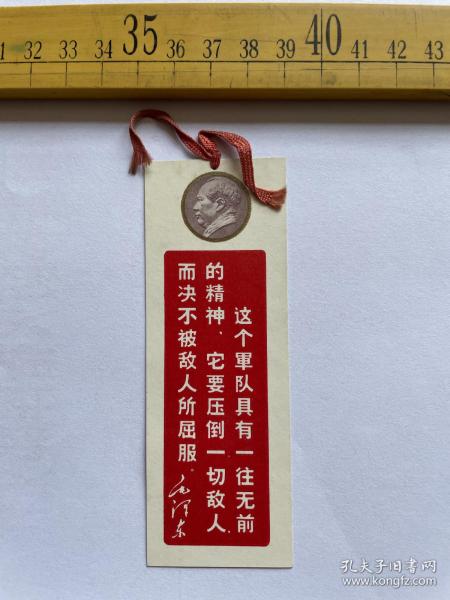 31 32 33 34 35 36 37 38 39 40 41 42 43
这个軍队具有一往无前
的精神、它要压倒一切敌人、
而决不被敌人所屈服。
毛泽东
孔夫子旧书网
www.kongfz.com